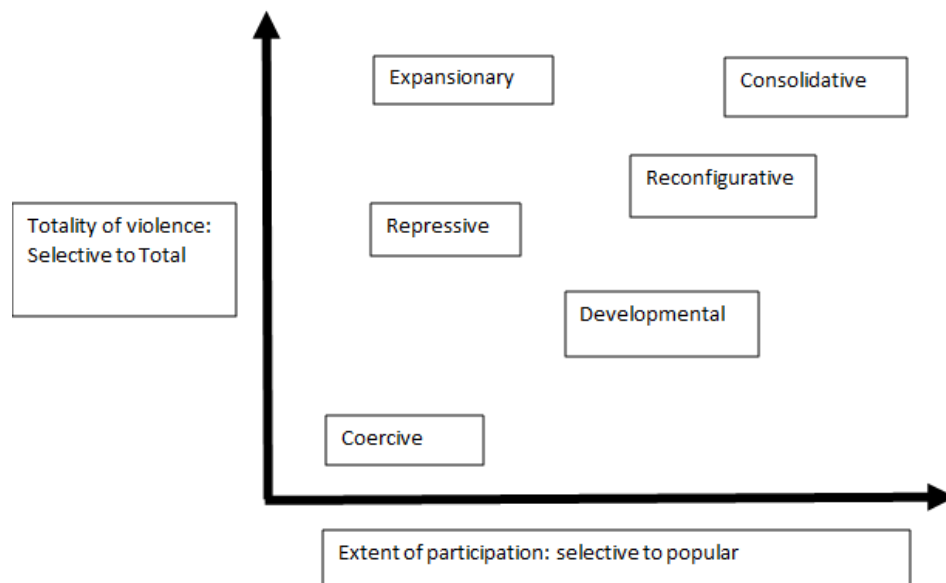 Expansionary
Consolidative
Reconfigurative
Totality of violence:
Selective to Total
Repressive
Developmental
Coercive
Extent of participation: selective to popular